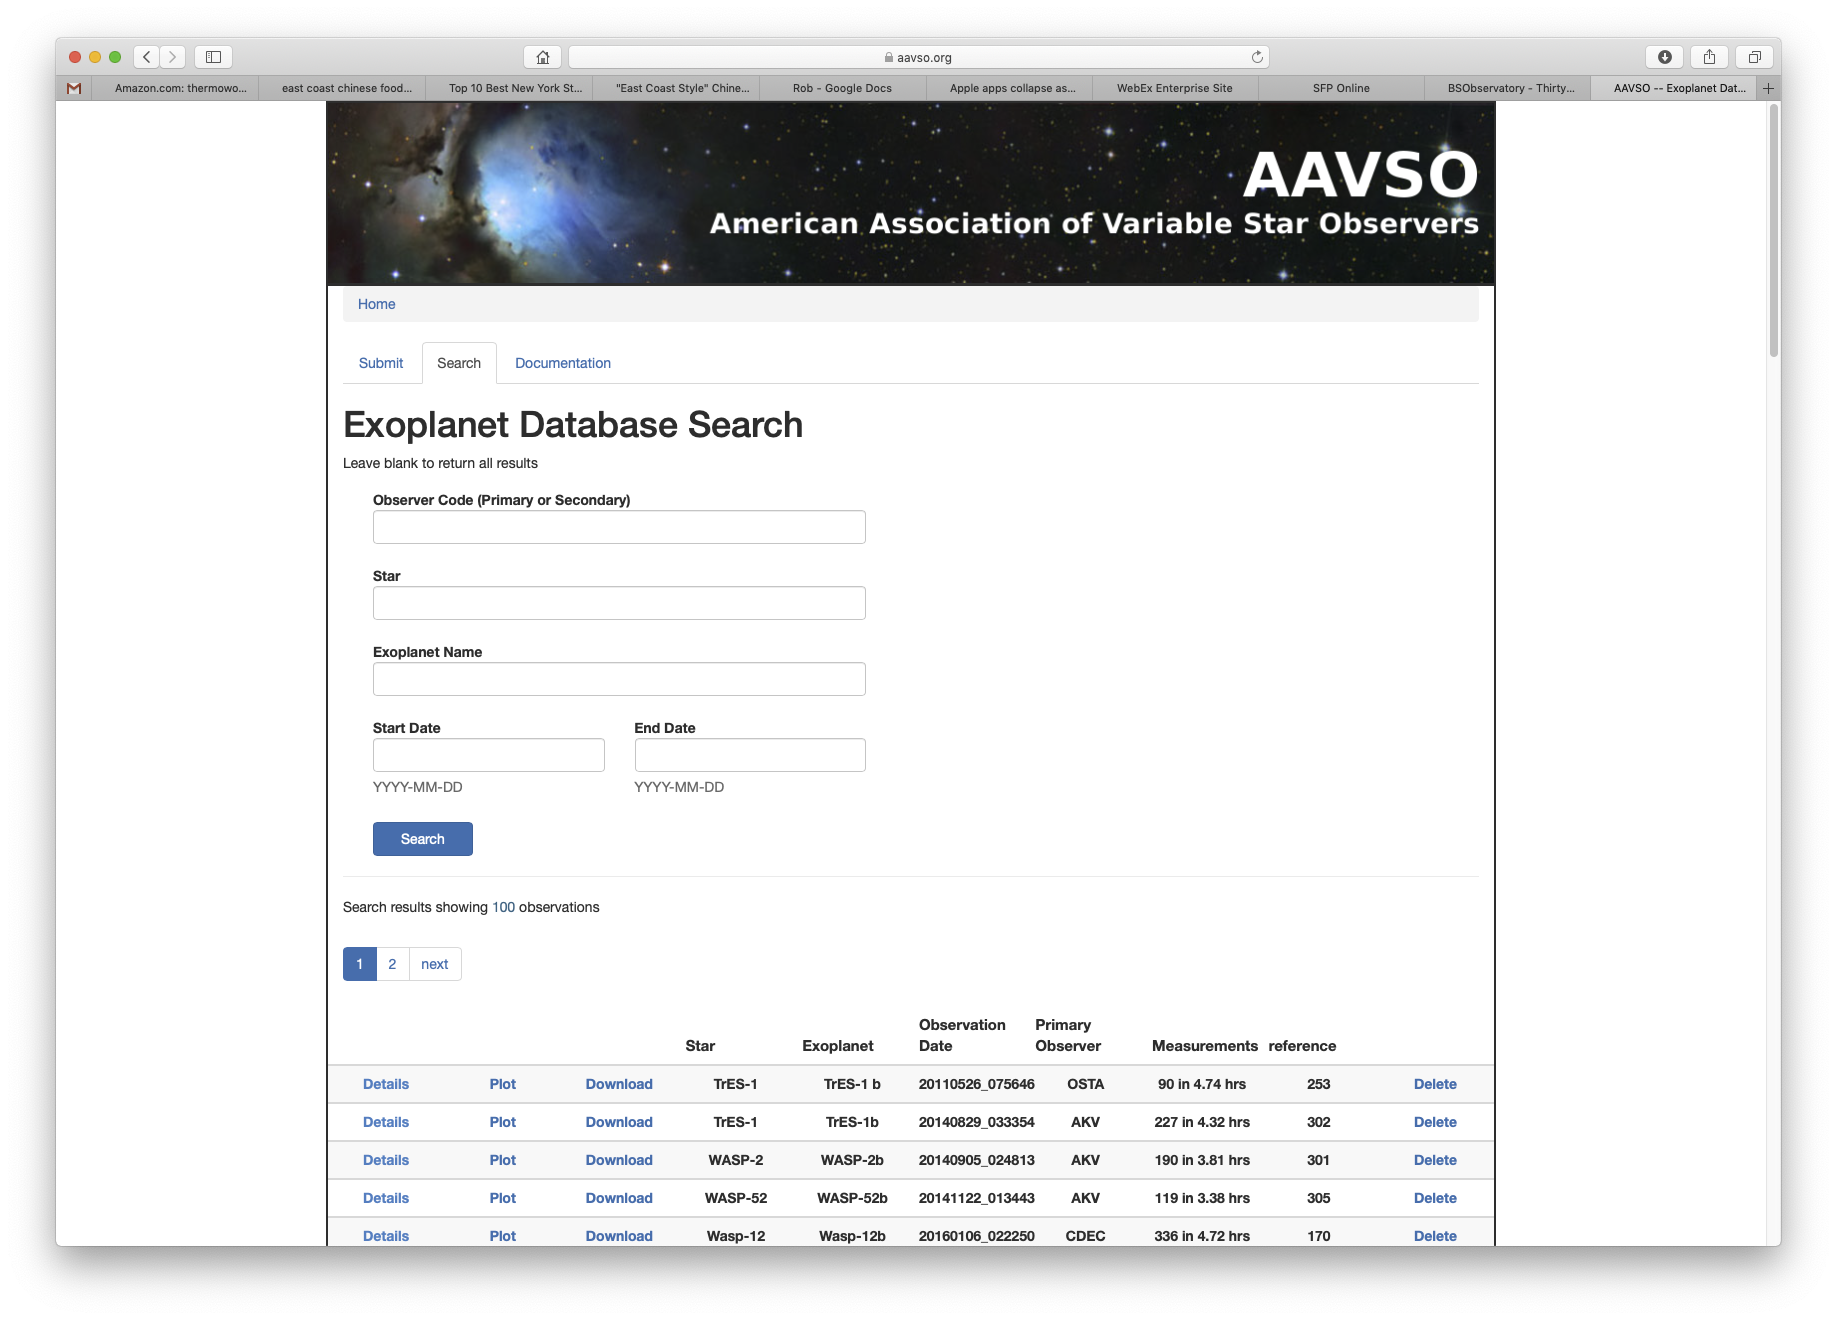 aavso.org
Amazon.com: thermowo... east coast chinese food... Top 10 Best New York St... "East Coast Style" Chine... Rob - Google Docs Apple apps collapse as... WebEx Enterprise Site SFP Online BSObservatory - Thirty... AAVSO -- Exoplanet Dat...
AAVSO
American Association of Variable Star Observers
Home
Submit Search Documentation
Exoplanet Database Search
Leave blank to return all results
Observer Code (Primary or Secondary)
Star
Exoplanet Name
Start Date End Date
YYYY-MM-DD YYYY-MM-DD
Search
Search results showing 100 observations
1 2 next
Observation Primary
Star Exoplanet Date Observer Measurements reference
Details Plot Download TrES-1 TrES-1 b 20110526_075646 OSTA 90 in 4.74 hrs 253 Delete
Details Plot Download TrES-1 TrES-1b 20140829_033354 AKV 227 in 4.32 hrs 302 Delete
Details Plot Download WASP-2 WASP-2b 20140905_024813 AKV 190 in 3.81 hrs 301 Delete
Details Plot Download WASP-52 WASP-52b 20141122_013443 AKV 119 in 3.38 hrs 305 Delete
Details Plot Download Wasp-12 Wasp-12b 20160106_022250 CDEC 336 in 4.72 hrs 170 Delete